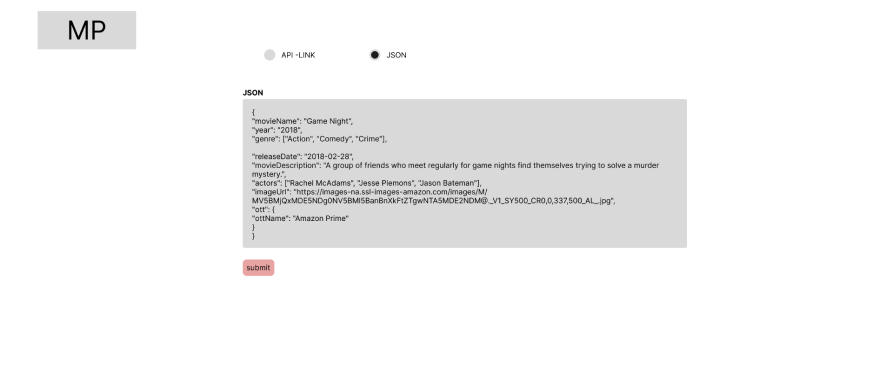 MP
API -LINK
JSON
JSON
{
"movieName": "Game Night",
"year": "2018",
"genre": ["Action", "Comedy", "Crime"],
"releaseDate": "2018-02-28",
"movieDescription": "A group of friends who meet regularly for game nights find themselves trying to solve a murder
mystery.",
"actors": ["Rachel McAdams", "Jesse Plemons", "Jason Bateman"],
"imageUrl": "https://images-na.ssl-images-amazon.com/images/M/
MV5BMjQxMDE5NDg0NV5BMl5BanBnXkFtZTgwNTA5MDE2NDM@._V1_SY500_CR0,0,337,500_AL_.jpg",
"ott": {
"ottName": "Amazon Prime"
}
}
submit